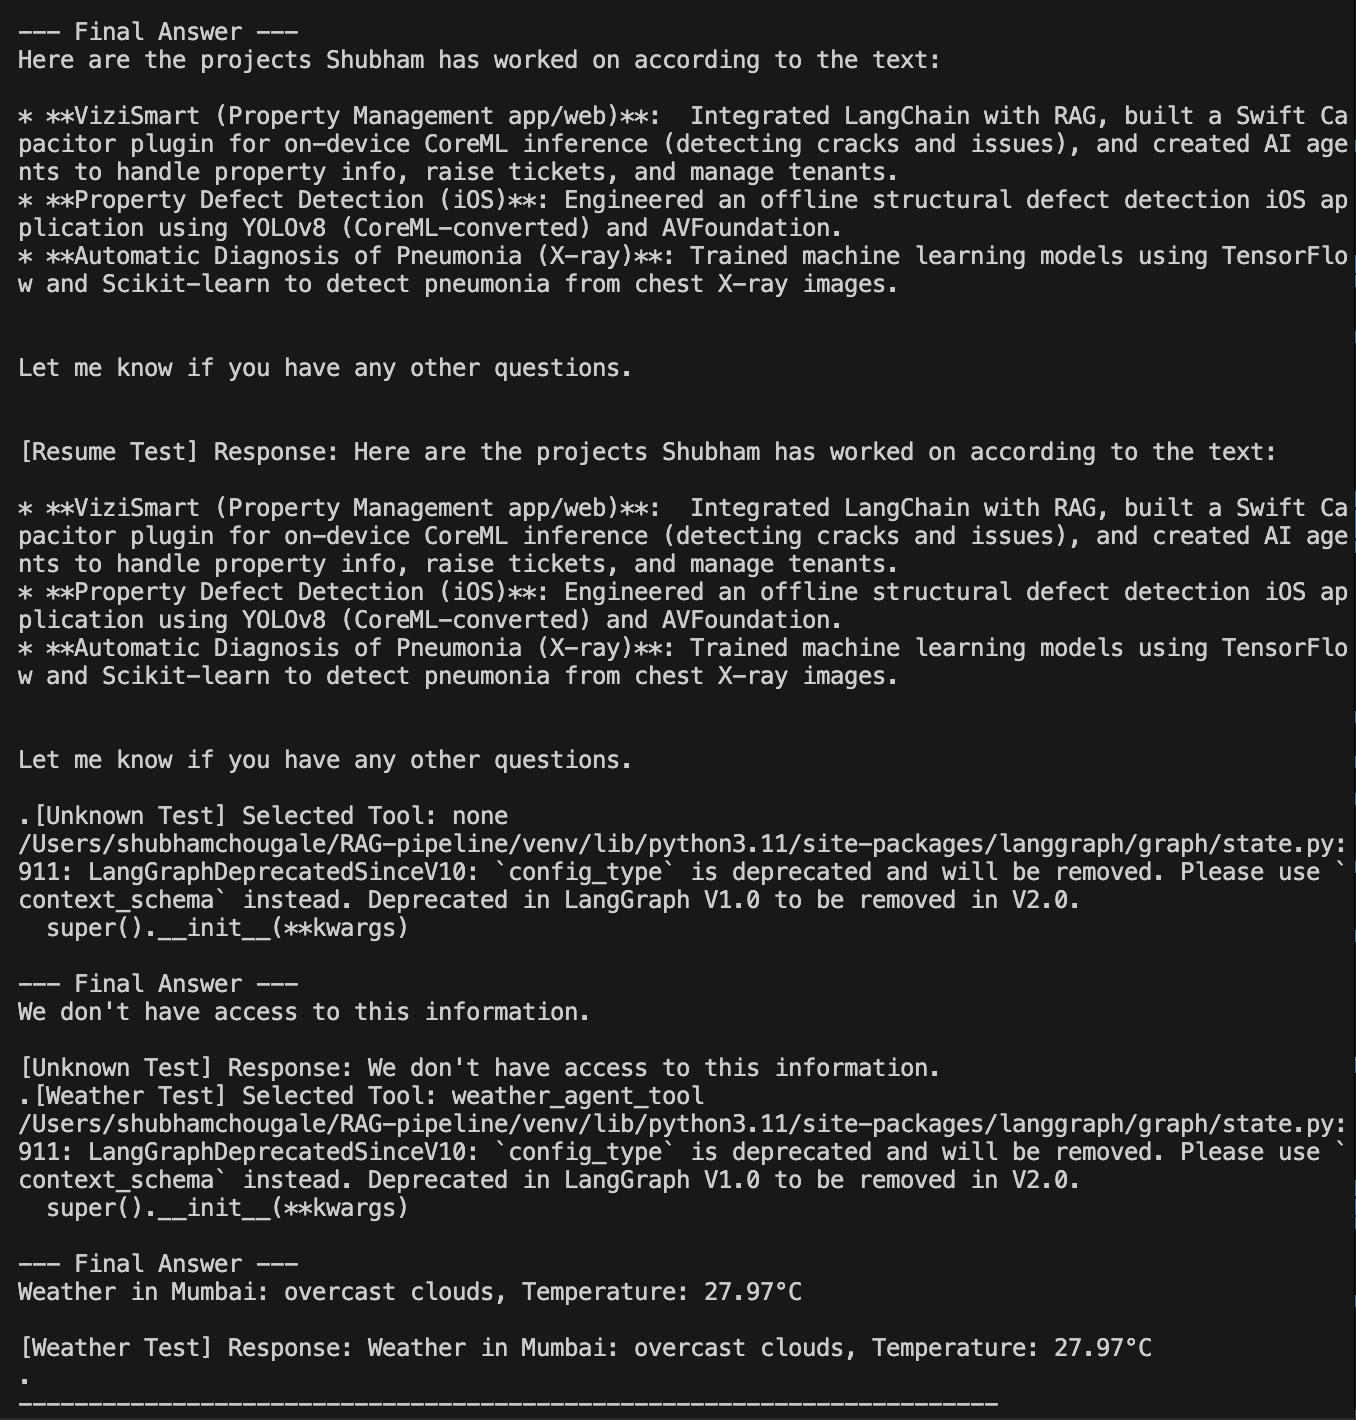 --- Final Answer ---
Here are the projects Shubham has worked on according to the text:

* **ViziSmart (Property Management app/web)**:  Integrated LangChain with RAG, built a Swift Ca
pacitor plugin for on-device CoreML inference (detecting cracks and issues), and created AI age
nts to handle property info, raise tickets, and manage tenants.
* **Property Defect Detection (iOS)**: Engineered an offline structural defect detection iOS ap
plication using YOLOv8 (CoreML-converted) and AVFoundation.
* **Automatic Diagnosis of Pneumonia (X-ray)**: Trained machine learning models using TensorFlo
w and Scikit-learn to detect pneumonia from chest X-ray images.

Let me know if you have any other questions.

[Resume Test] Response: Here are the projects Shubham has worked on according to the text:

* **ViziSmart (Property Management app/web)**:  Integrated LangChain with RAG, built a Swift Ca
pacitor plugin for on-device CoreML inference (detecting cracks and issues), and created AI age
nts to handle property info, raise tickets, and manage tenants.
* **Property Defect Detection (iOS)**: Engineered an offline structural defect detection iOS ap
plication using YOLOv8 (CoreML-converted) and AVFoundation.
* **Automatic Diagnosis of Pneumonia (X-ray)**: Trained machine learning models using TensorFlo
w and Scikit-learn to detect pneumonia from chest X-ray images.

Let me know if you have any other questions.

.[Unknown Test] Selected Tool: none
/Users/shubhamchougale/RAG-pipeline/venv/lib/python3.11/site-packages/langgraph/graph/state.py:
911: LangGraphDeprecatedSinceV10: `config_type` is deprecated and will be removed. Please use `
context_schema` instead. Deprecated in LangGraph V1.0 to be removed in V2.0.
  super().__init__(**kwargs)

--- Final Answer ---
We don't have access to this information.

[Unknown Test] Response: We don't have access to this information.
.[Weather Test] Selected Tool: weather_agent_tool
/Users/shubhamchougale/RAG-pipeline/venv/lib/python3.11/site-packages/langgraph/graph/state.py:
911: LangGraphDeprecatedSinceV10: `config_type` is deprecated and will be removed. Please use `
context_schema` instead. Deprecated in LangGraph V1.0 to be removed in V2.0.
  super().__init__(**kwargs)

--- Final Answer ---
Weather in Mumbai: overcast clouds, Temperature: 27.97°C

[Weather Test] Response: Weather in Mumbai: overcast clouds, Temperature: 27.97°C
.
----------------------------------------------------------------------